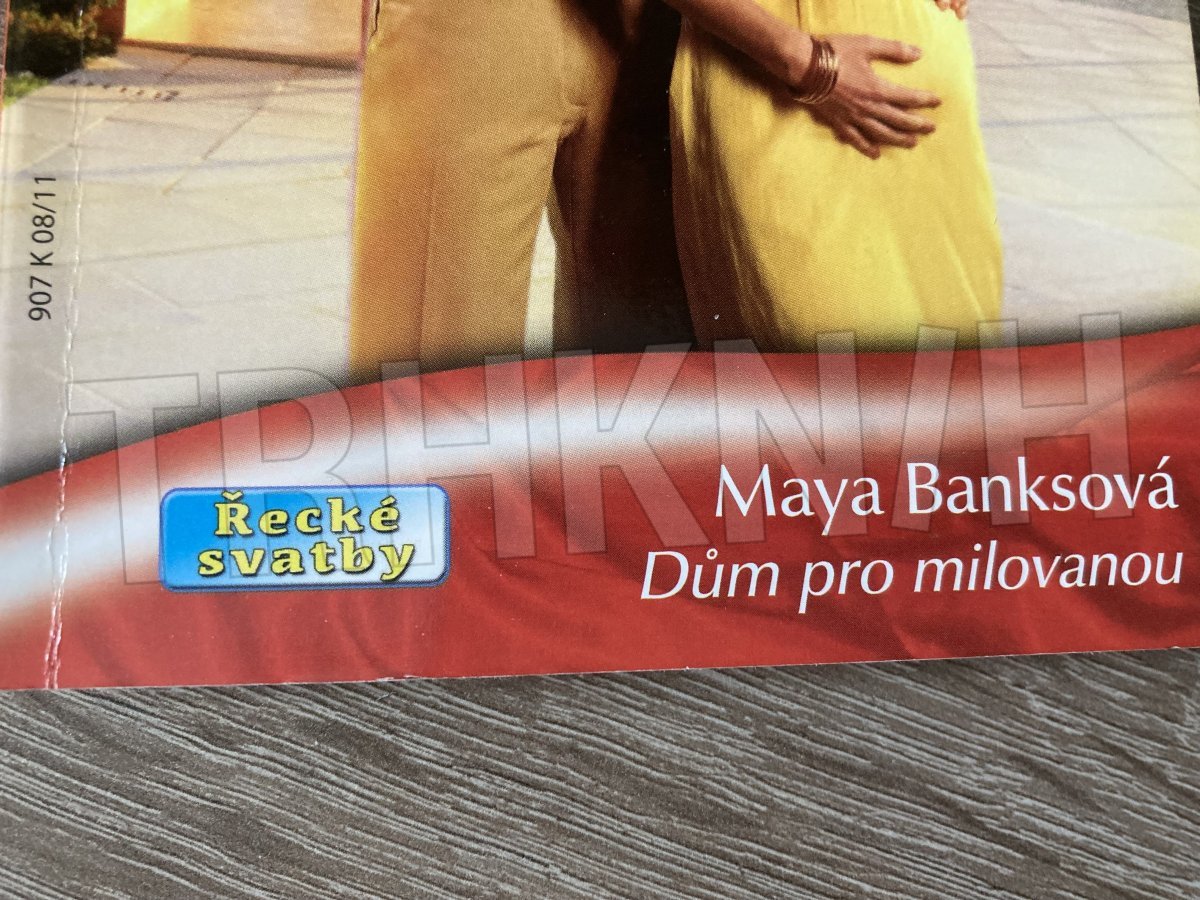 907 K 08/11
TRHKNIH
Řecké
svatby
Maya Banksová
Dům pro milovanou